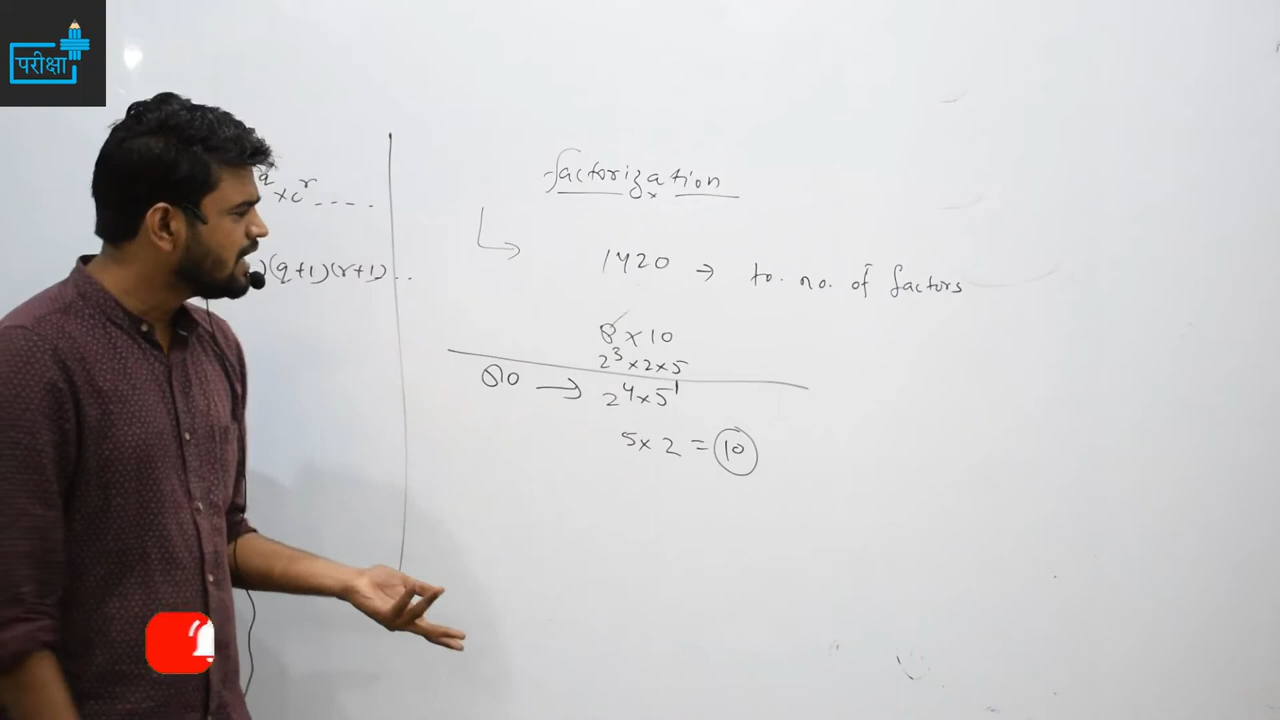 परीक्षा
q × c^r - - - -
)(q+1)(r+1)...
factorization
1420 → to. no. of factors
8 × 10
2^3 × 2 × 5
80 → 2^4 × 5^1
5 × 2 = 10